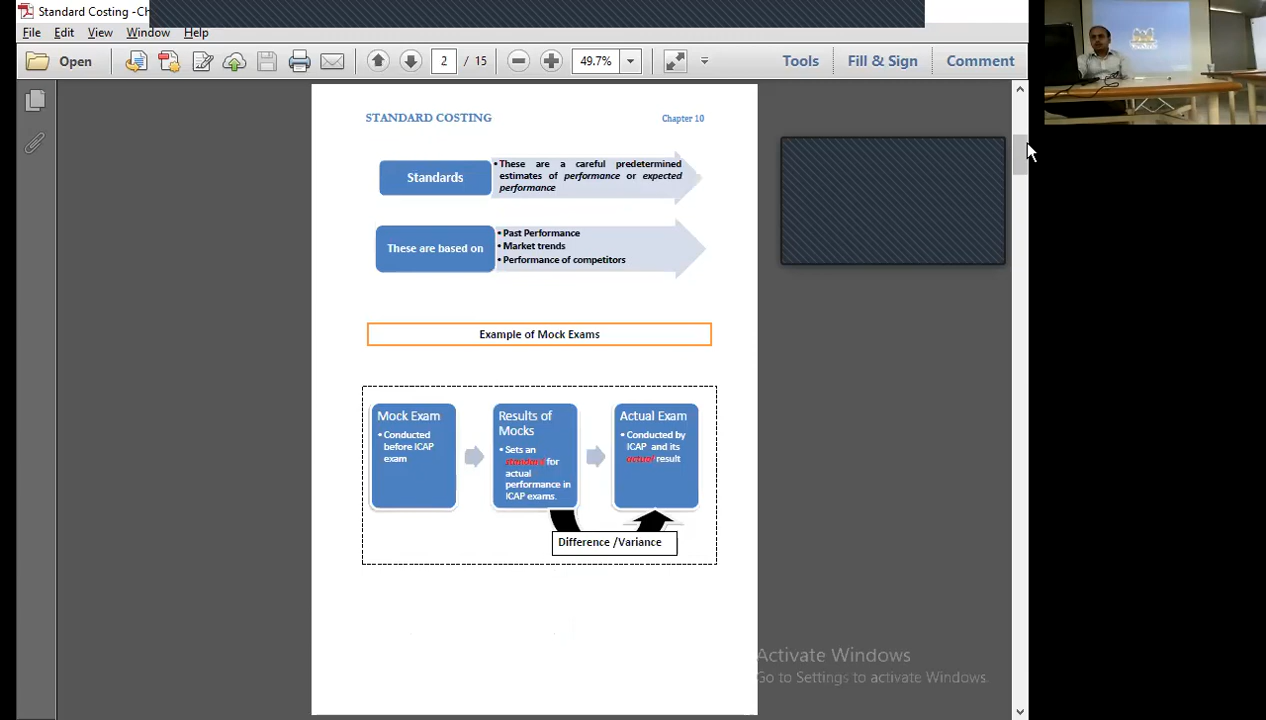 Standard Costing -Ch
File Edit View Window Help
Open 2 / 15 49.7% Tools Fill & Sign Comment
STANDARD COSTING Chapter 10
Standards
• These are a careful predetermined
estimates of performance or expected
performance
These are based on
• Past Performance
• Market trends
• Performance of competitors
Example of Mock Exams
Mock Exam
• Conducted
before ICAP
exam
Results of
Mocks
• Sets an
standard for
actual
performance in
ICAP exams.
Actual Exam
• Conducted by
ICAP and its
actual result
Difference /Variance
Activate Windows
Go to Settings to activate Windows.